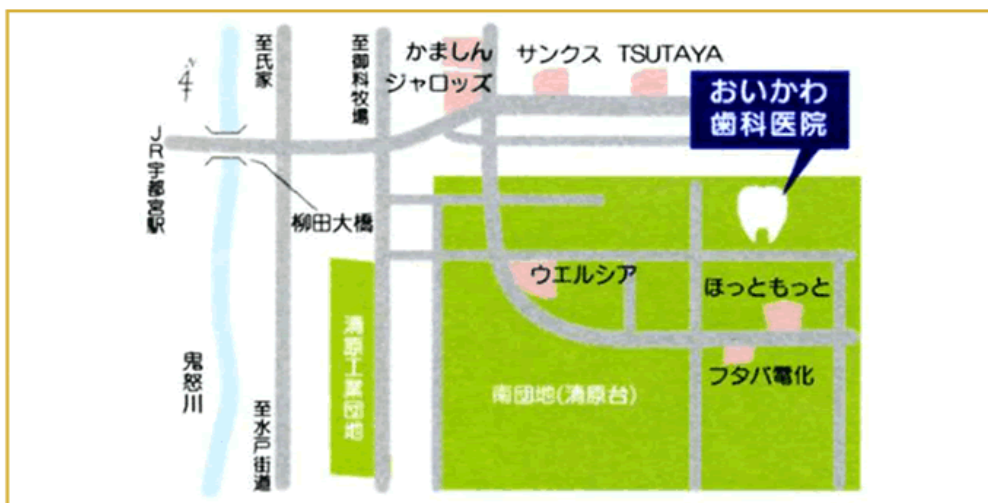 至氏家
至御料牧場
かましん
ジャロッズ
サンクス
TSUTAYA
おいかわ
歯科医院
N
JR宇都宮駅
柳田大橋
ウエルシア
ほっともっと
清原工業団地
鬼怒川
フタバ電化
南団地(清原台)
至水戸街道